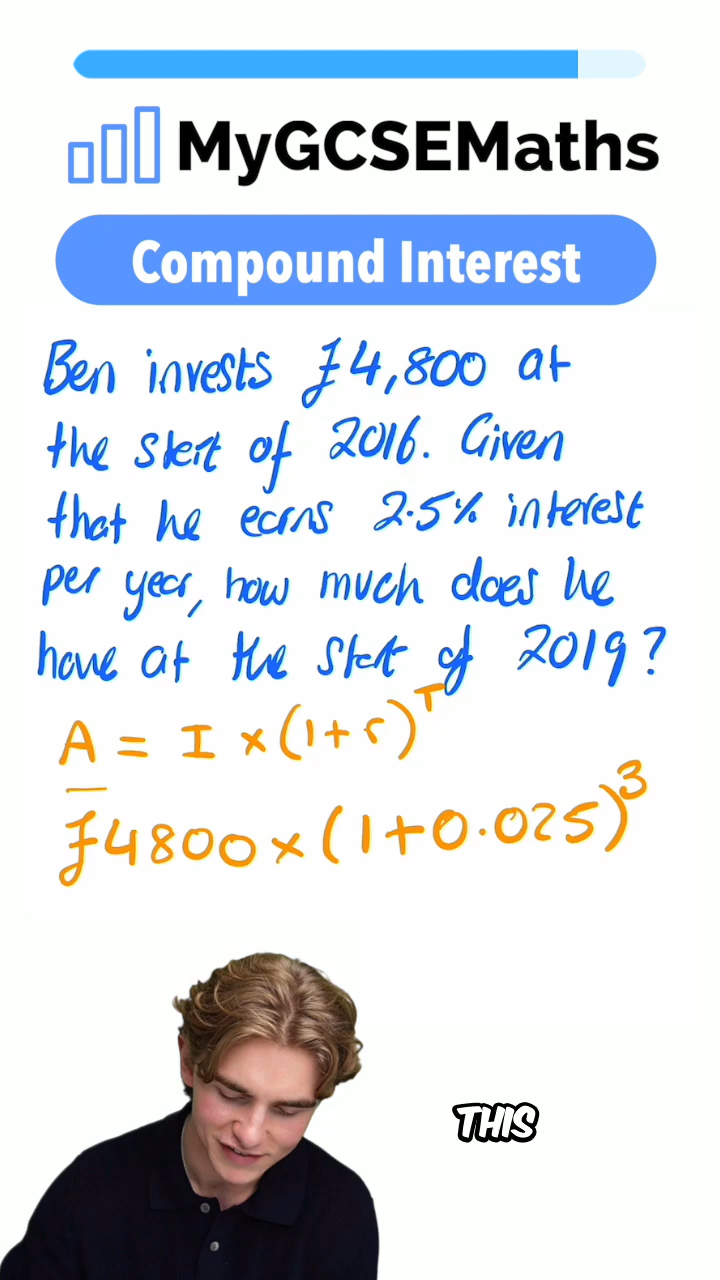 MyGCSEMaths
Compound Interest
Ben invests £4,800 at
the start of 2016. Given
that he earns 2.5% interest
per year, how much does he
have at the start of 2019?
A = I × (1+r)^T
£4800 × (1+0.025)^3
THIS